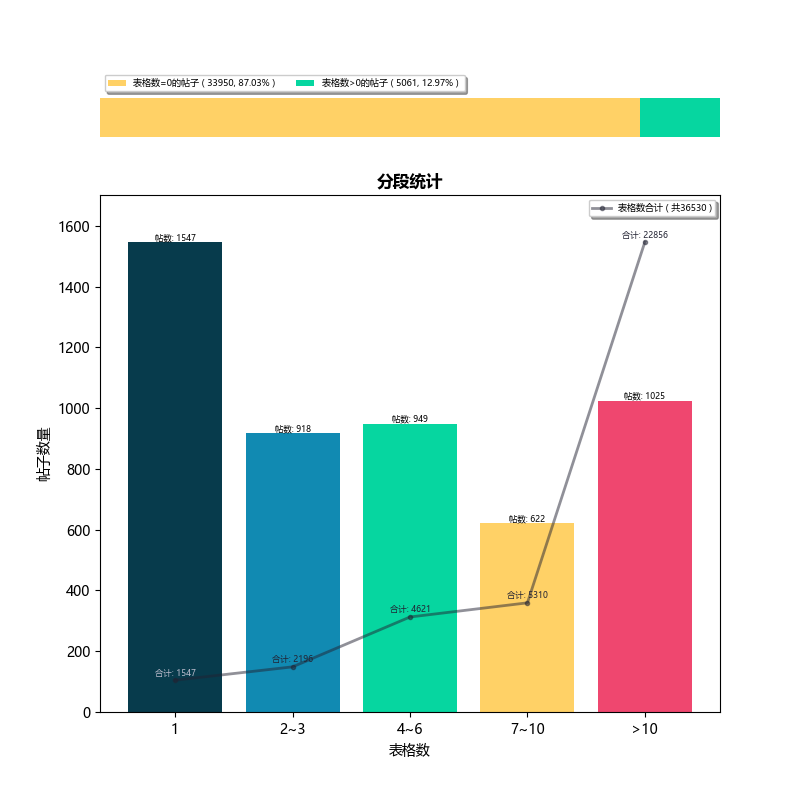 表格数=0的帖子 ( 33950, 87.03% )
表格数>0的帖子 ( 5061, 12.97% )
分段统计
表格数合计 ( 共36530 )
合计: 22856
帖数: 1547
帖数: 918
帖数: 949
帖数: 622
帖数: 1025
合计: 1547
合计: 2196
合计: 4621
合计: 5310
帖子数量
1600
1400
1200
1000
800
600
400
200
0
1
2~3
4~6
7~10
>10
表格数